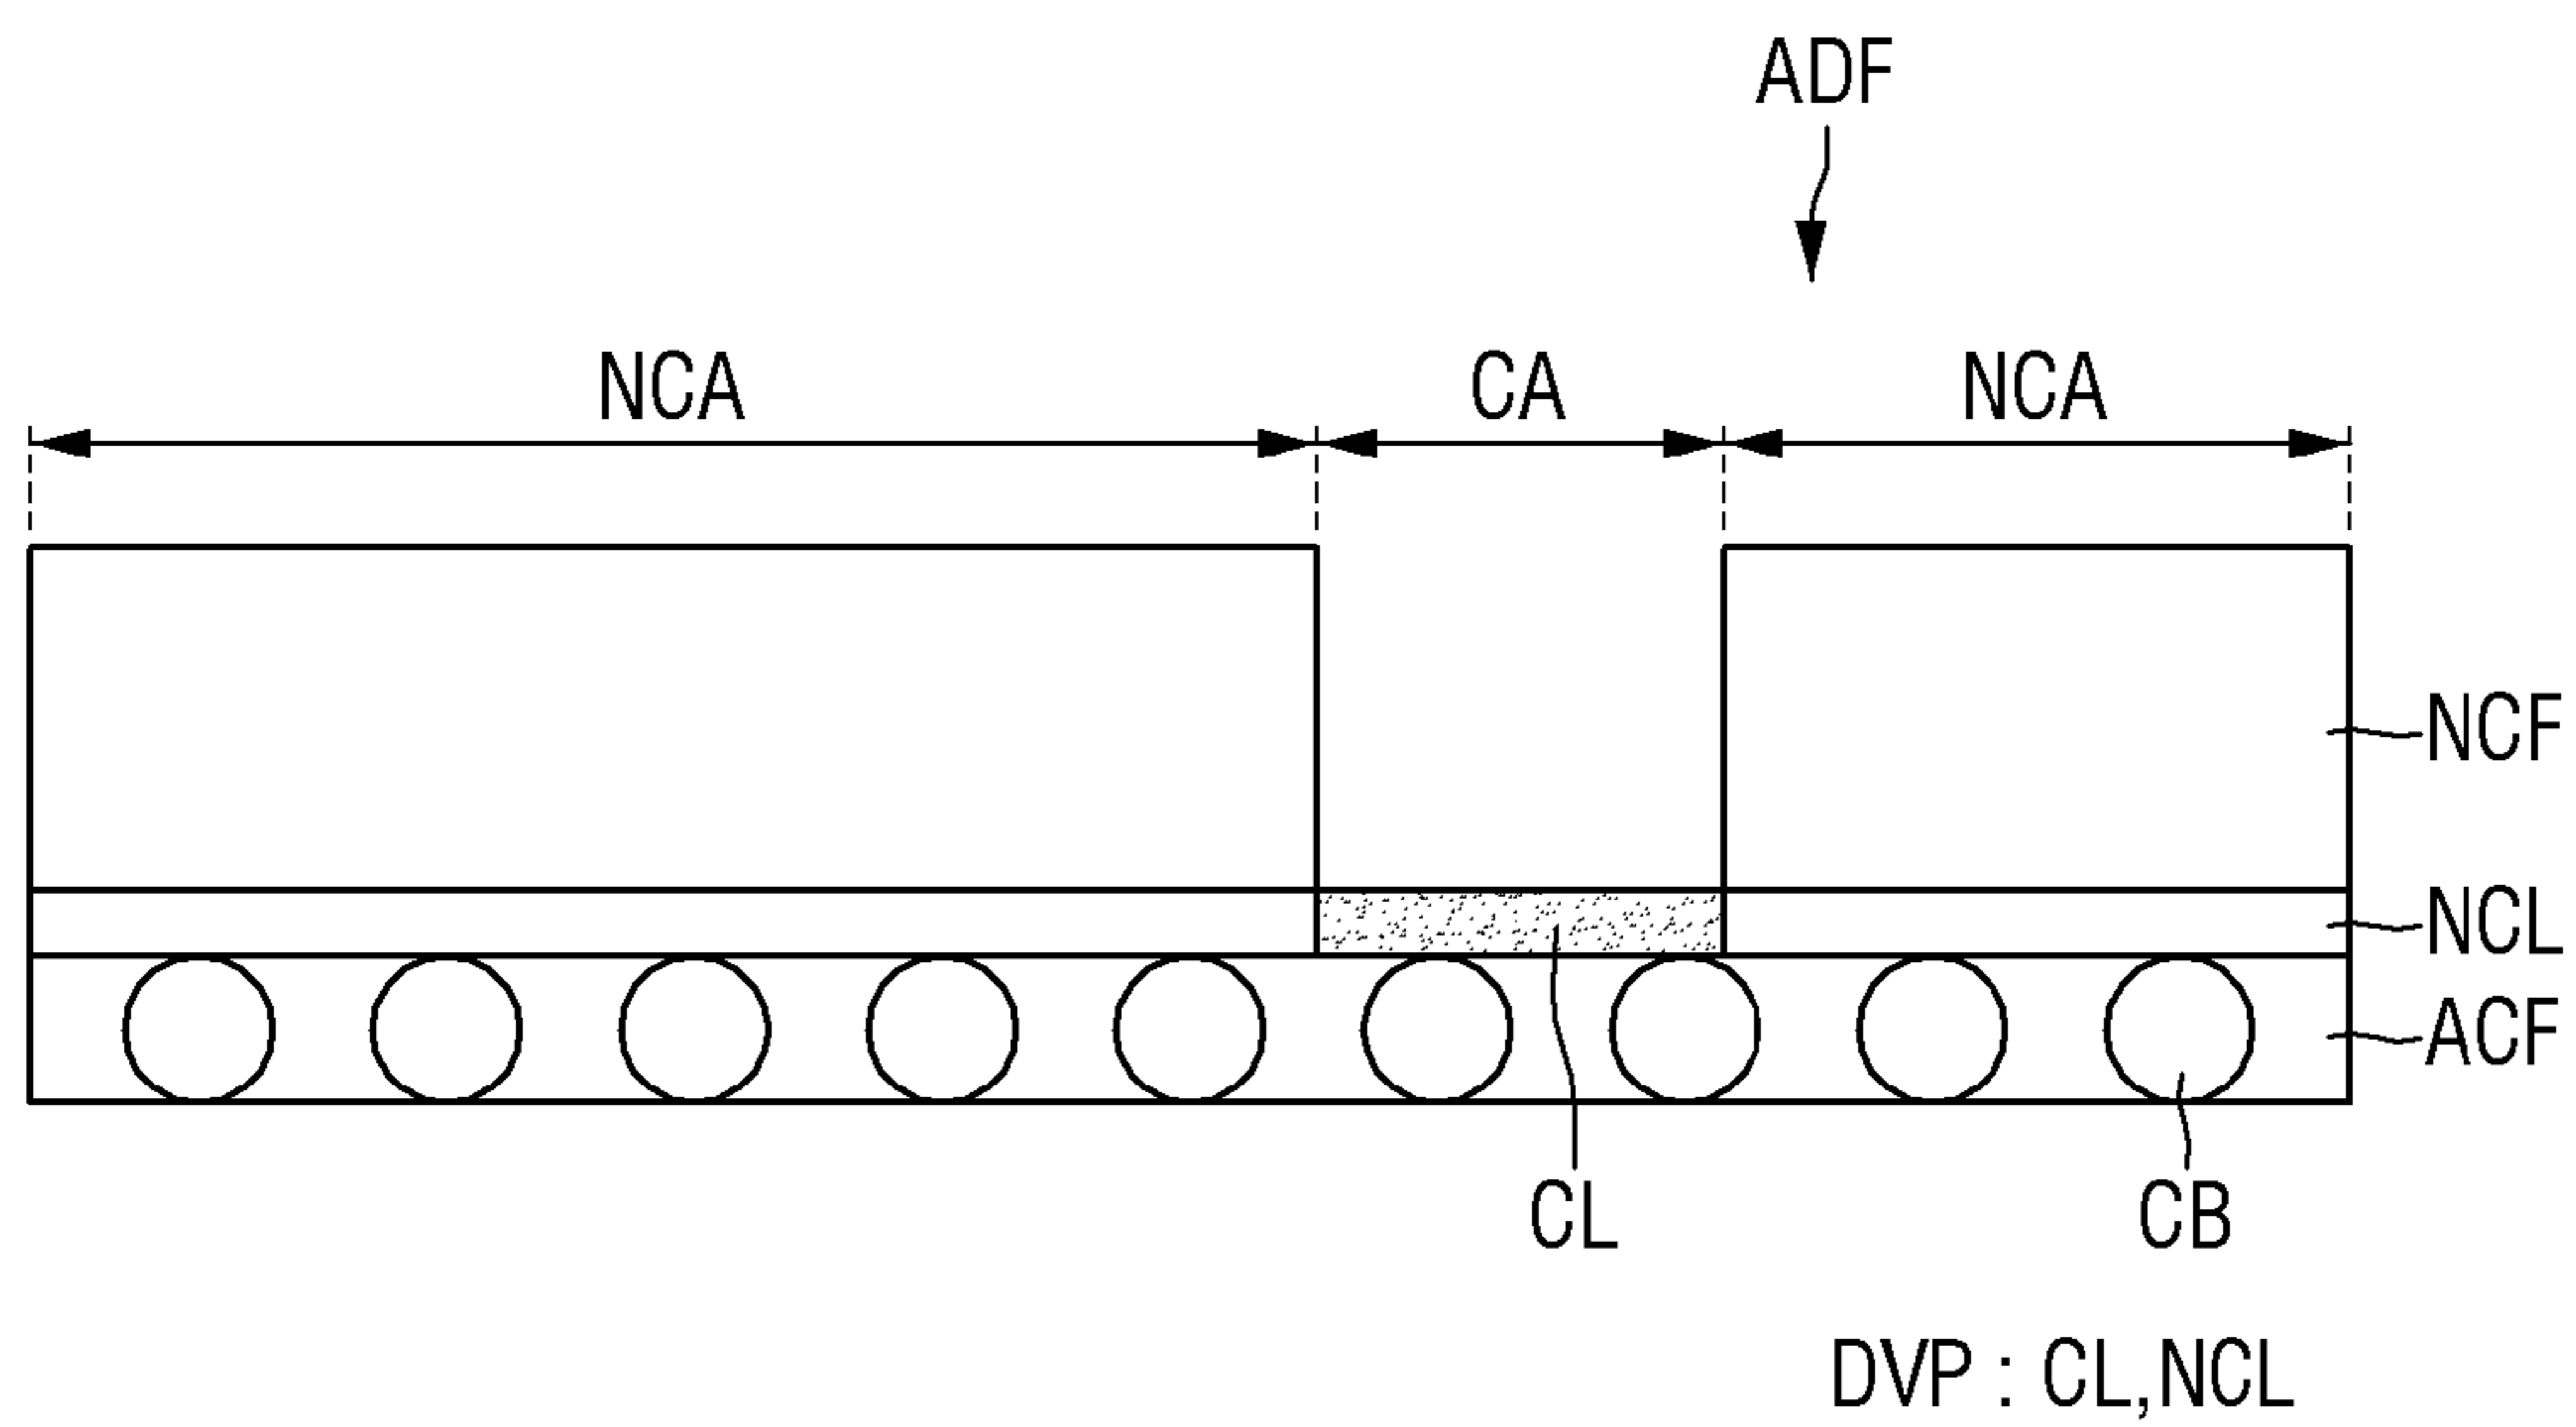 ADF
NCA CA NCA
NCF
NCL
ACF
CL CB
DVP : CL,NCL